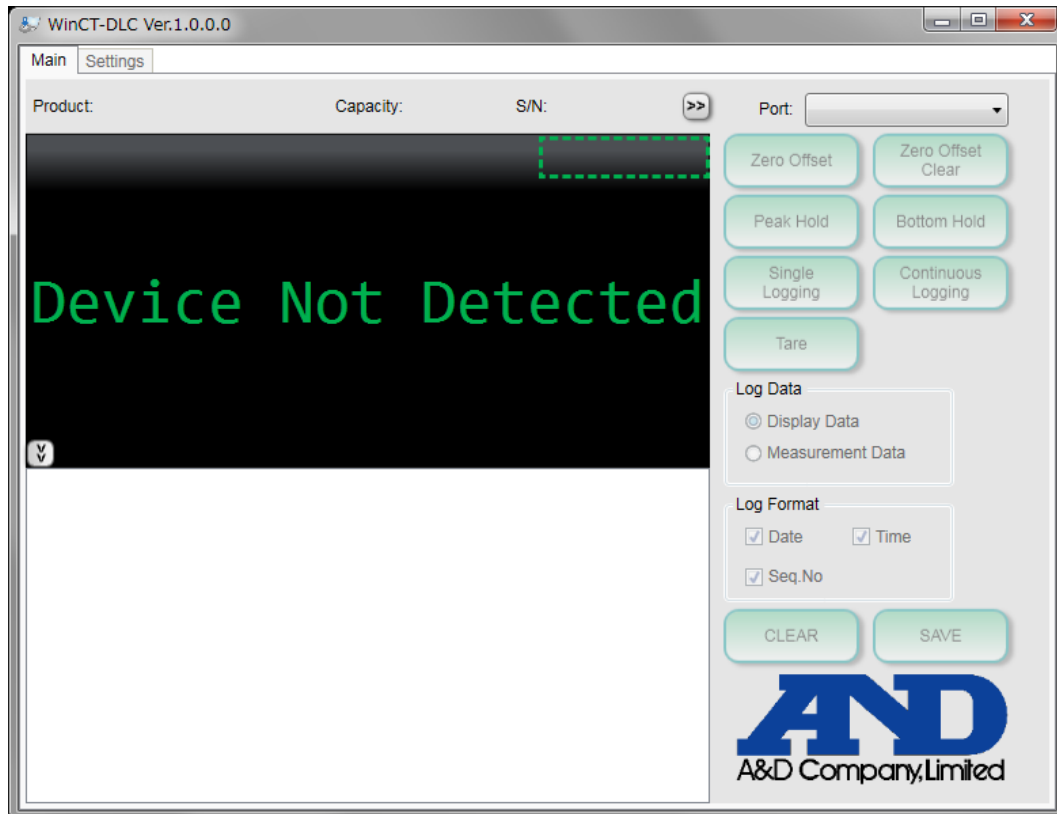 WinCT-DLC Ver.1.0.0.0
Main Settings
Product: Capacity: S/N: >> Port:
Zero Offset
Zero Offset
Clear
Device Not Detected
Peak Hold
Bottom Hold
Single
Logging
Continuous
Logging
Tare
Log Data
Display Data
Measurement Data
Log Format
Date
Time
Seq.No
CLEAR
SAVE
AND
A&D Company,Limited